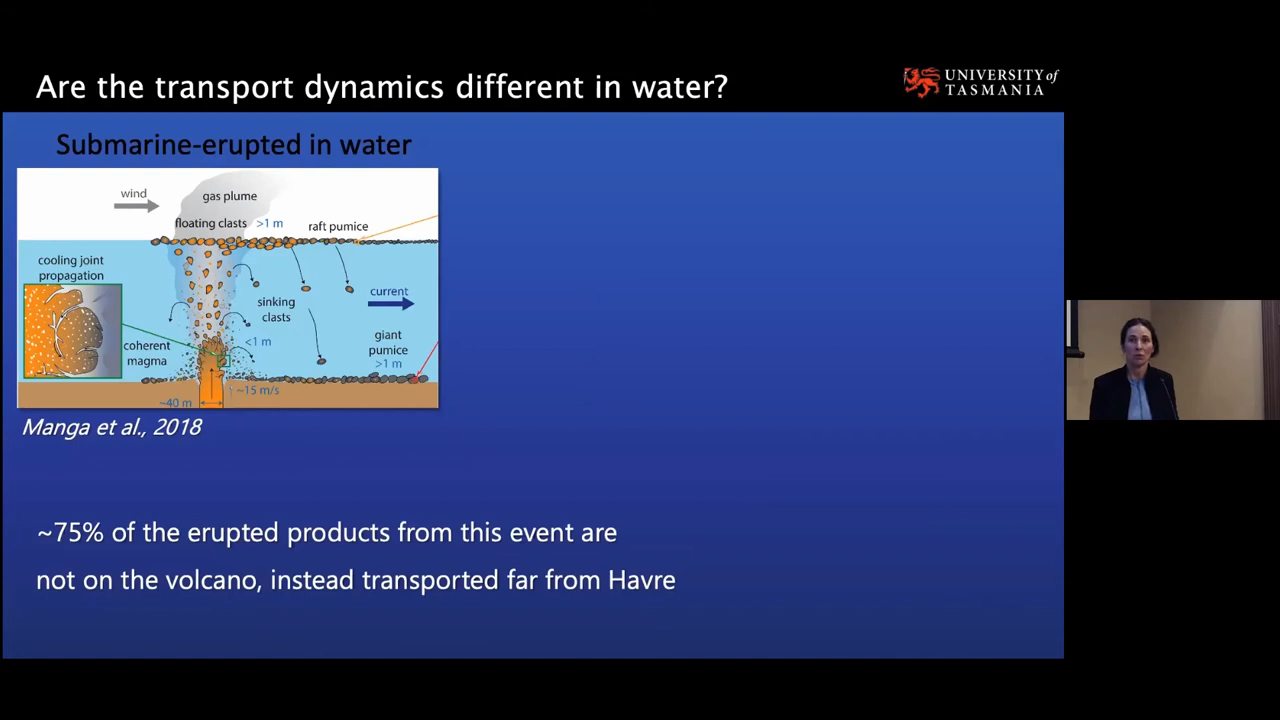 Are the transport dynamics different in water?
UNIVERSITY of
TASMANIA
Submarine-erupted in water
wind
gas plume
floating clasts >1 m
raft pumice
cooling joint
propagation
current
sinking
clasts
giant
pumice
>1 m
<1 m
coherent
magma
~15 m/s
~40 m
Manga et al., 2018
~75% of the erupted products from this event are
not on the volcano, instead transported far from Havre